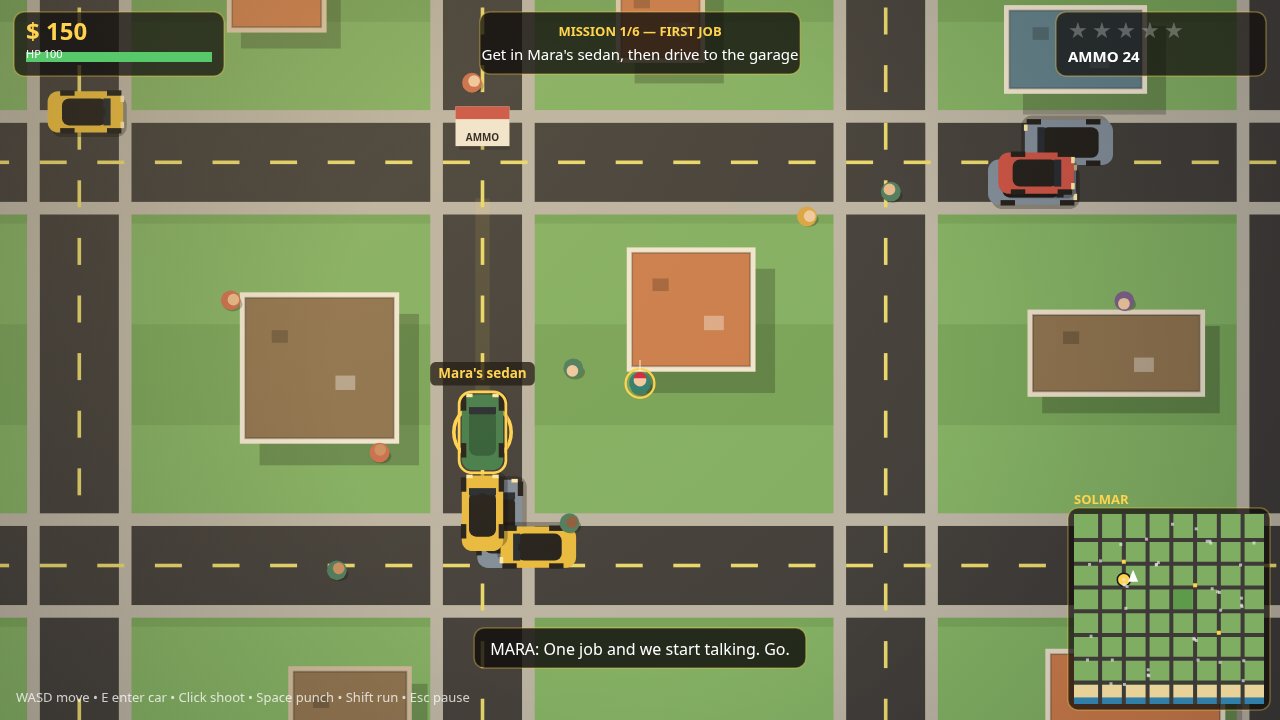 $ 150
HP 100
MISSION 1/6 — FIRST JOB
Get in Mara's sedan, then drive to the garage
★★★★★
AMMO 24
AMMO
Mara's sedan
SOLMAR
MARA: One job and we start talking. Go.
WASD move • E enter car • Click shoot • Space punch • Shift run • Esc pause